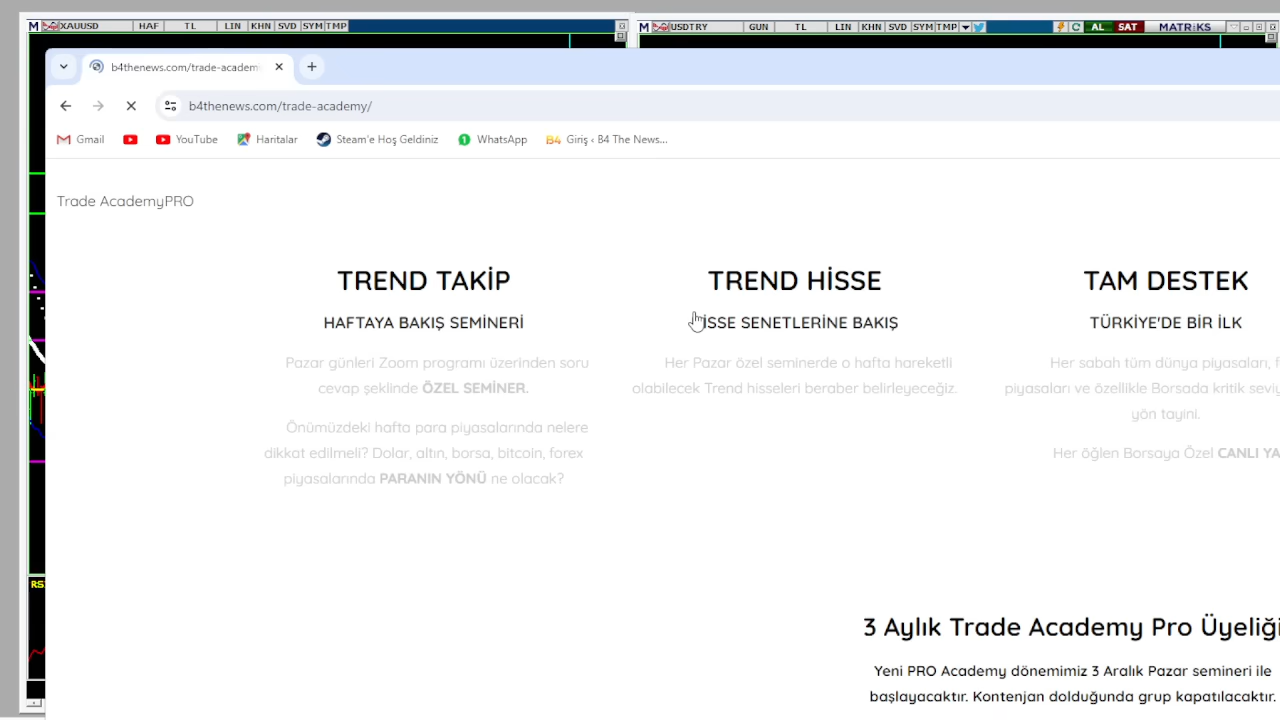 XAUUSD HAF TL LIN KHN SVD SYM TMP
USDTRY GUN TL LIN KHN SVD SYM TMP AL SAT MATRiKS
b4thenews.com/trade-academ
b4thenews.com/trade-academy/
Gmail YouTube Haritalar Steam'e Hoş Geldiniz WhatsApp B4 Giriş ‹ B4 The News...
Trade AcademyPRO
TREND TAKİP
HAFTAYA BAKIŞ SEMİNERİ
Pazar günleri Zoom programı üzerinden soru
cevap şeklinde ÖZEL SEMİNER.
Önümüzdeki hafta para piyasalarında nelere
dikkat edilmeli? Dolar, altın, borsa, bitcoin, forex
piyasalarında PARANIN YÖNÜ ne olacak?
TREND HİSSE
İSSE SENETLERİNE BAKIŞ
Her Pazar özel seminerde o hafta hareketli
olabilecek Trend hisseleri beraber belirleyeceğiz.
TAM DESTEK
TÜRKİYE'DE BİR İLK
Her sabah tüm dünya piyasaları, f
piyasaları ve özellikle Borsada kritik seviy
yön tayini.
Her öğlen Borsaya Özel CANLI YA
3 Aylık Trade Academy Pro Üyeliği
Yeni PRO Academy dönemimiz 3 Aralık Pazar semineri ile
başlayacaktır. Kontenjan dolduğunda grup kapatılacaktır.
RS